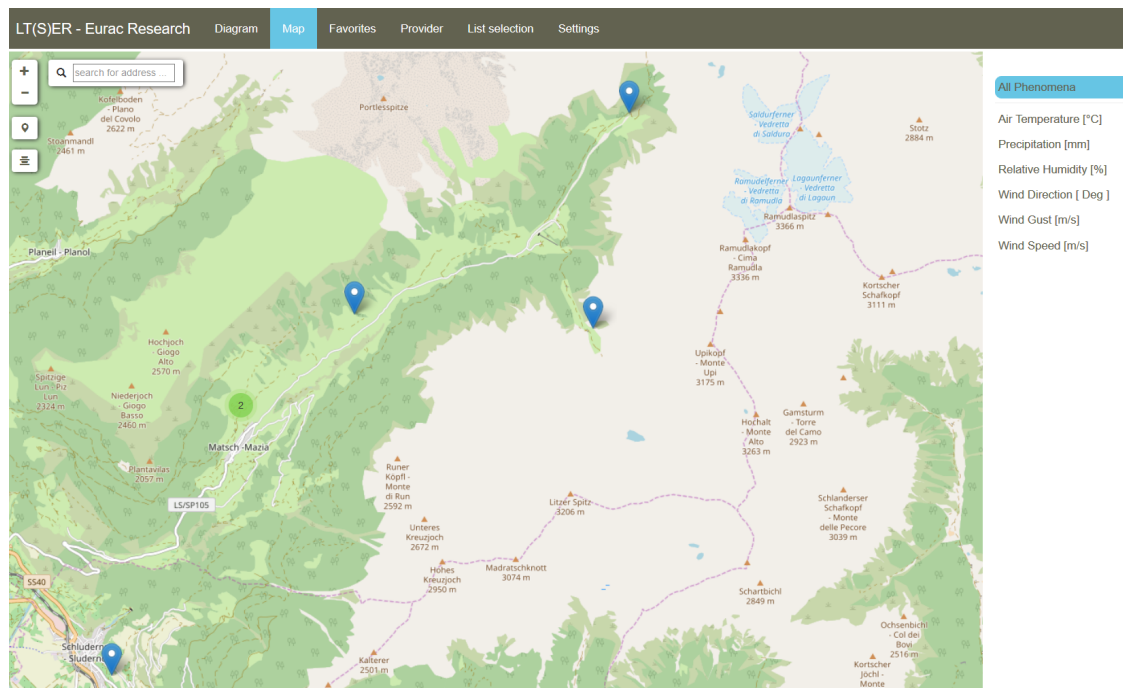 LT(S)ER - Eurac Research Diagram Map Favorites Provider List selection Settings
+
search for address ...
−
Kofelboden
- Plano
del Covolo
2622 m
Stoanmandl
2461 m
Portlesspitze
Saldurferner
- Vedretta
di Saldura
Stotz
2884 m
Ramudelferner
- Vedretta
di Ramudla
Lagaunferner
- Vedretta
di Lagaun
Ramudlaspitz
3366 m
Planeil - Planol
Ramudlakopf
- Cima
Ramudla
3336 m
Kortscher
Schafkopf
3111 m
Hochjoch
- Giogo
Alto
2570 m
Upikopf
- Monte
Upi
3175 m
Spitzige
Lun - Piz
Lun
2324 m
Niederjoch
- Giogo
Basso
2460 m
2
Hochalt
- Monte
Alto
3263 m
Gamsturm
- Torre
del Camo
2923 m
Matsch -Mazia
Plantavilas
2057 m
Runer
Köpfl -
Monte
di Run
2592 m
LS/SP105
Litzer Spitz
3206 m
Schlanderser
Schafkopf
- Monte
delle Pecore
3039 m
Unteres
Kreuzjoch
2672 m
Hohes
Kreuzjoch
2950 m
Madratschknott
3074 m
SS40
Schartbichl
2849 m
Schludern
- Sludern
Ochsenbichl
- Col dei
Bovi
2516 m
Kalterer
2501 m
Kortscher
Jöchl -
Monte
All Phenomena
Air Temperature [°C]
Precipitation [mm]
Relative Humidity [%]
Wind Direction [ Deg ]
Wind Gust [m/s]
Wind Speed [m/s]